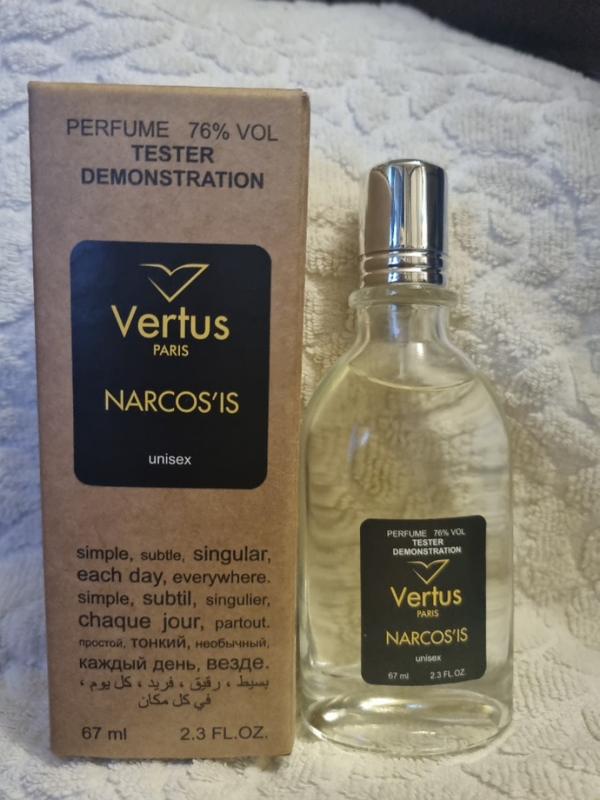 PERFUME 76% VOL
TESTER
DEMONSTRATION
Vertus
PARIS
NARCOS'IS
unisex
simple, subtle, singular,
each day, everywhere.
simple, subtil, singulier,
chaque jour, partout.
простой, тонкий, необычный,
каждый день, везде.
بسيط ، رقيق ، فريد ، كل يوم ،
في كل مكان
67 ml 2.3 FL.OZ.
PERFUME 76% VOL
TESTER
DEMONSTRATION
Vertus
PARIS
NARCOS'IS
unisex
67 ml 2.3 FL.OZ.